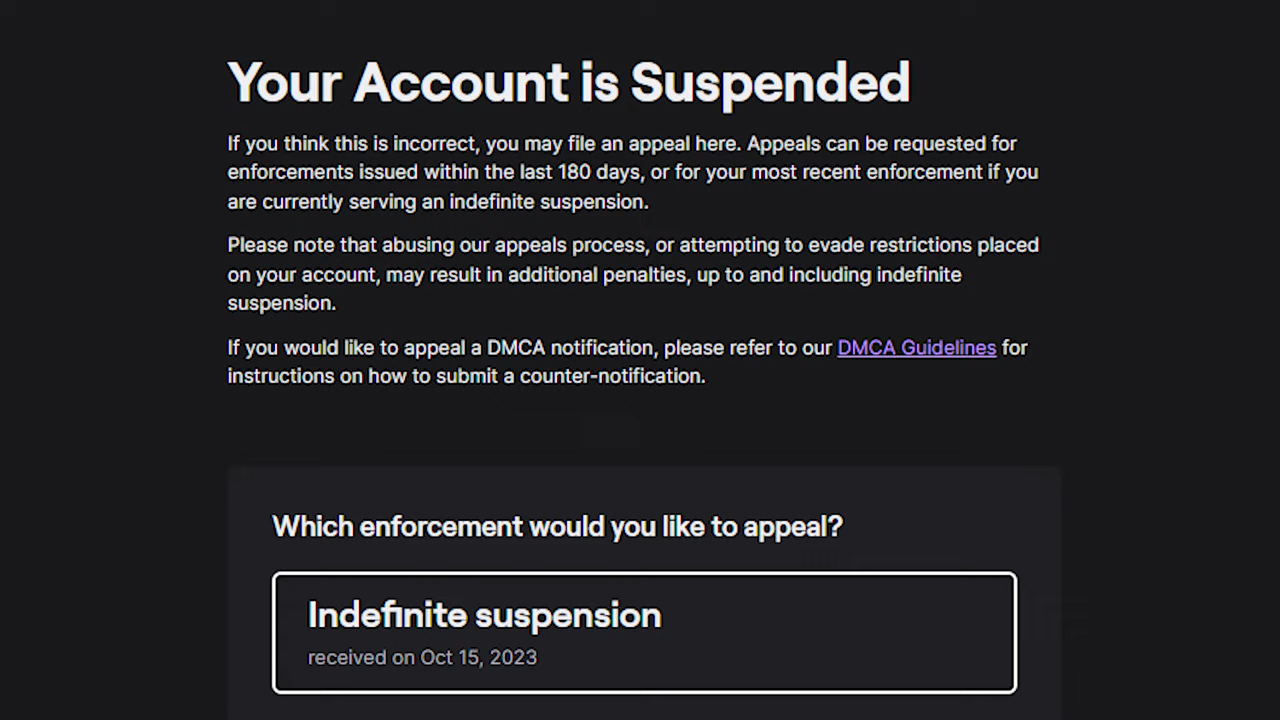 Your Account is Suspended
If you think this is incorrect, you may file an appeal here. Appeals can be requested for
enforcements issued within the last 180 days, or for your most recent enforcement if you
are currently serving an indefinite suspension.
Please note that abusing our appeals process, or attempting to evade restrictions placed
on your account, may result in additional penalties, up to and including indefinite
suspension.
If you would like to appeal a DMCA notification, please refer to our DMCA Guidelines for
instructions on how to submit a counter-notification.
Which enforcement would you like to appeal?
Indefinite suspension
received on Oct 15, 2023